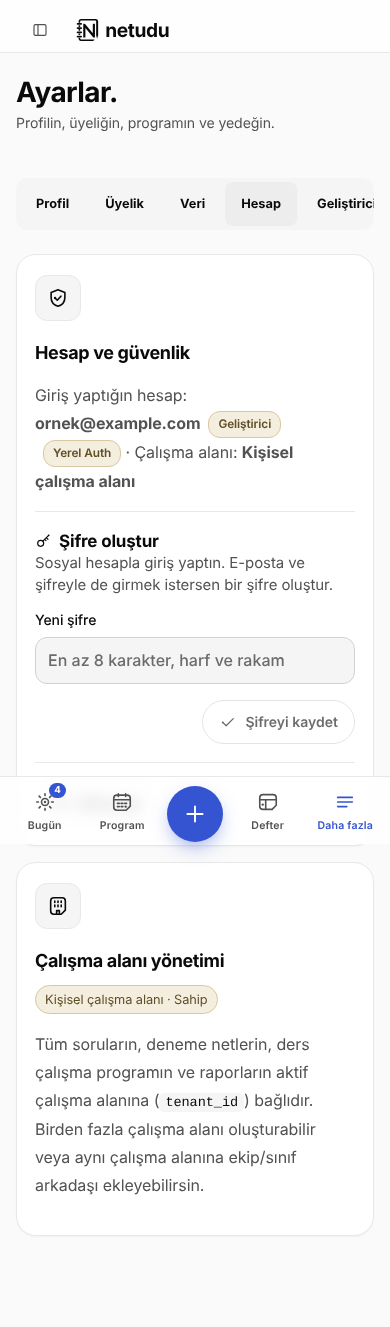 netudu
Ayarlar.
Profilin, üyeliğin, programın ve yedeğin.
Profil Üyelik Veri Hesap Geliştirici
Hesap ve güvenlik
Giriş yaptığın hesap:
ornek@example.com Geliştirici
Yerel Auth · Çalışma alanı: Kişisel
çalışma alanı
Şifre oluştur
Sosyal hesapla giriş yaptın. E-posta ve
şifreyle de girmek istersen bir şifre oluştur.
Yeni şifre
En az 8 karakter, harf ve rakam
Şifreyi kaydet
4
Bugün Program Defter Daha fazla
Çalışma alanı yönetimi
Kişisel çalışma alanı · Sahip
Tüm soruların, deneme netlerin, ders
çalışma programın ve raporların aktif
çalışma alanına ( tenant_id ) bağlıdır.
Birden fazla çalışma alanı oluşturabilir
veya aynı çalışma alanına ekip/sınıf
arkadaşı ekleyebilirsin.